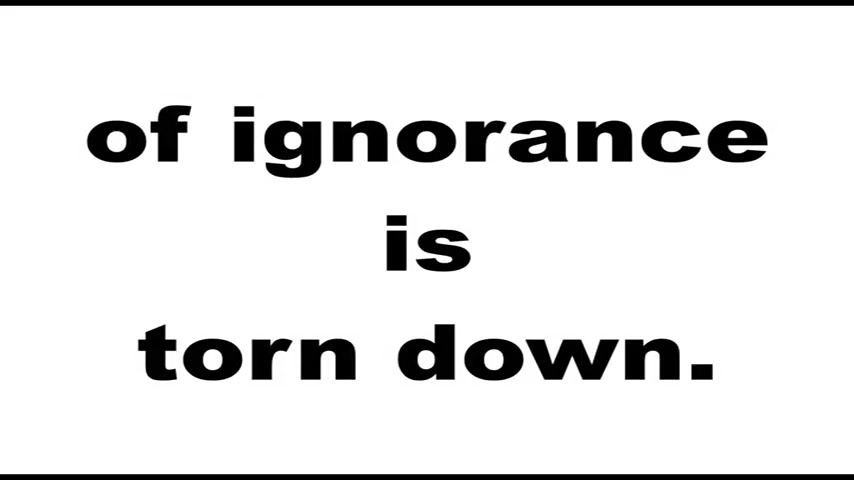 of ignorance
is
torn down.